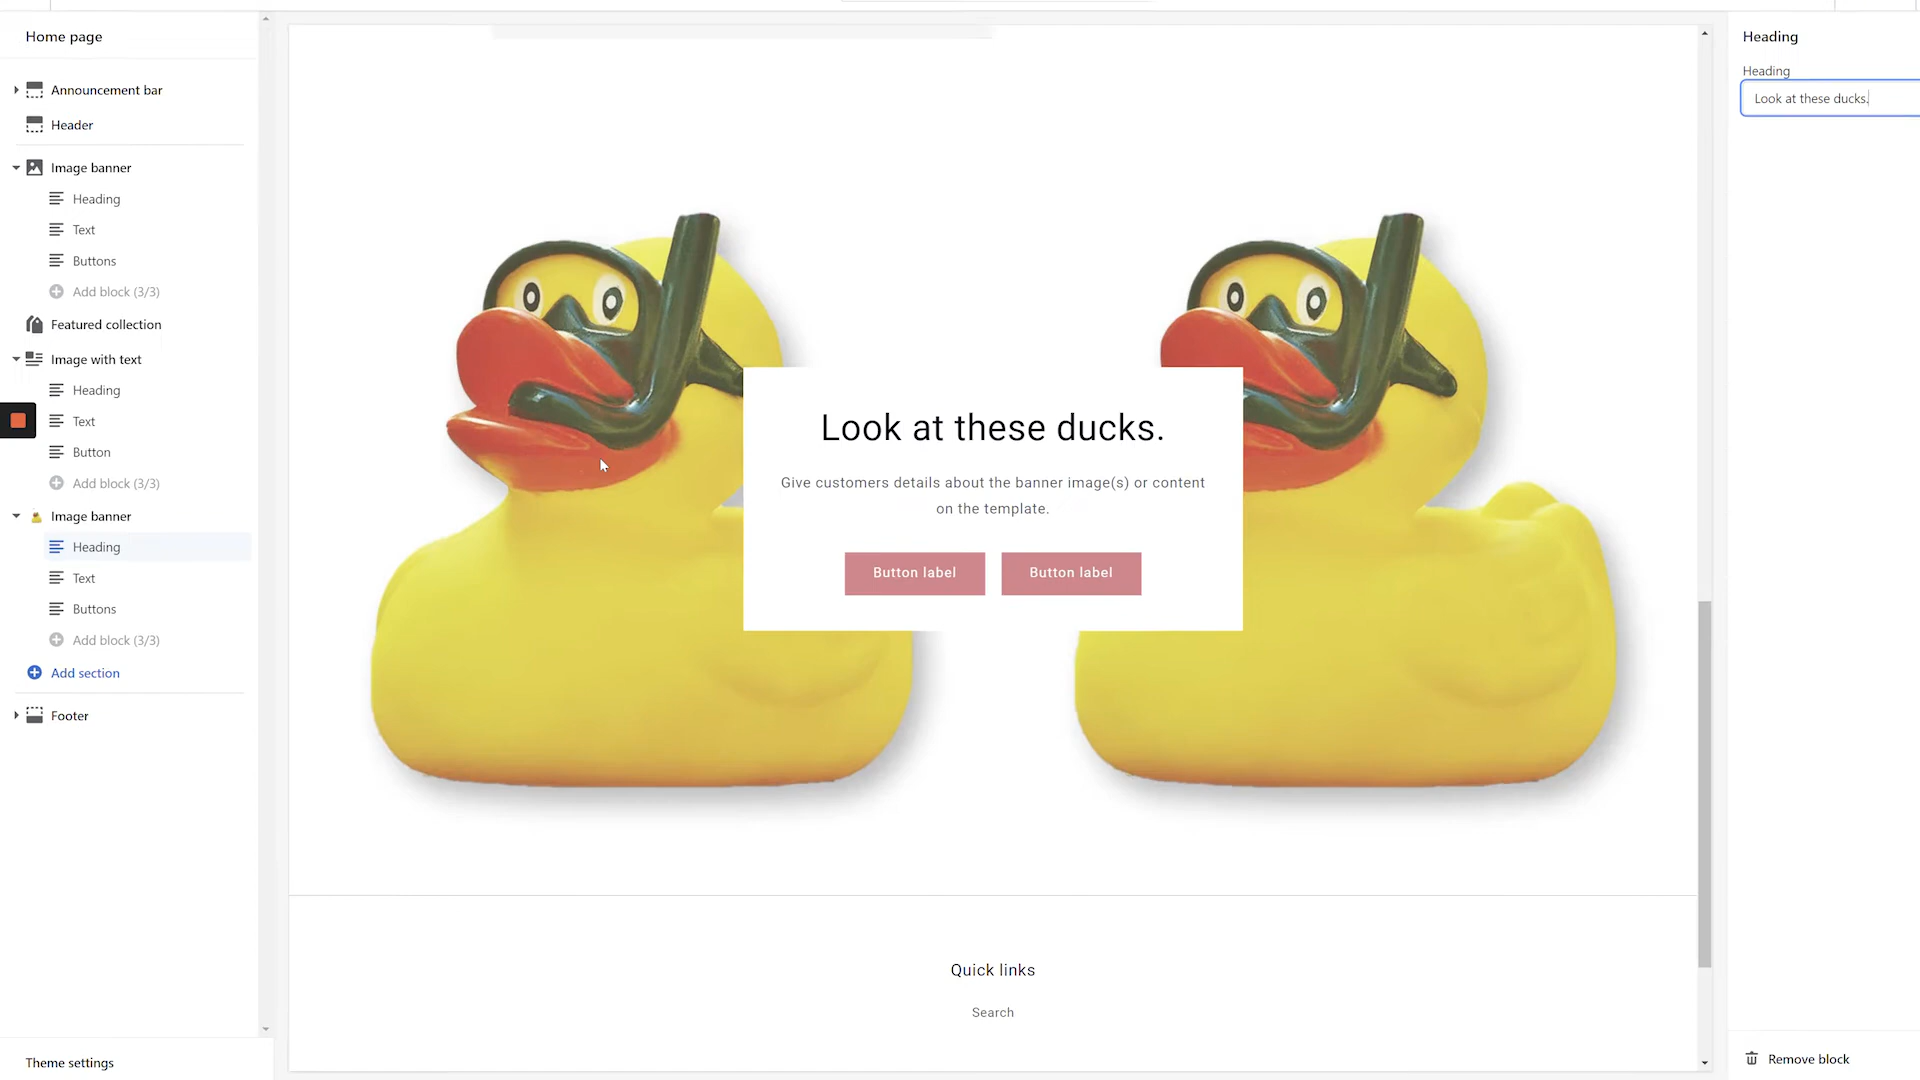 Home page
Announcement bar
Header
Image banner
Heading
Text
Buttons
Add block (3/3)
Featured collection
Image with text
Heading
Text
Button
Add block (3/3)
Image banner
Heading
Text
Buttons
Add block (3/3)
Add section
Footer
Theme settings
Look at these ducks.
Give customers details about the banner image(s) or content
on the template.
Button label Button label
Quick links
Search
Heading
Heading
Look at these ducks.
Remove block